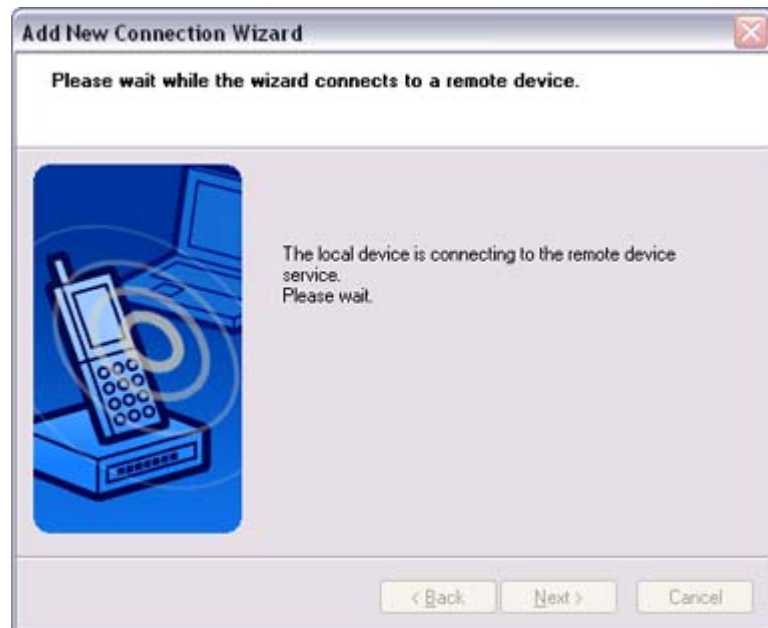 Add New Connection Wizard
Please wait while the wizard connects to a remote device.
The local device is connecting to the remote device
service.
Please wait.
< Back Next > Cancel